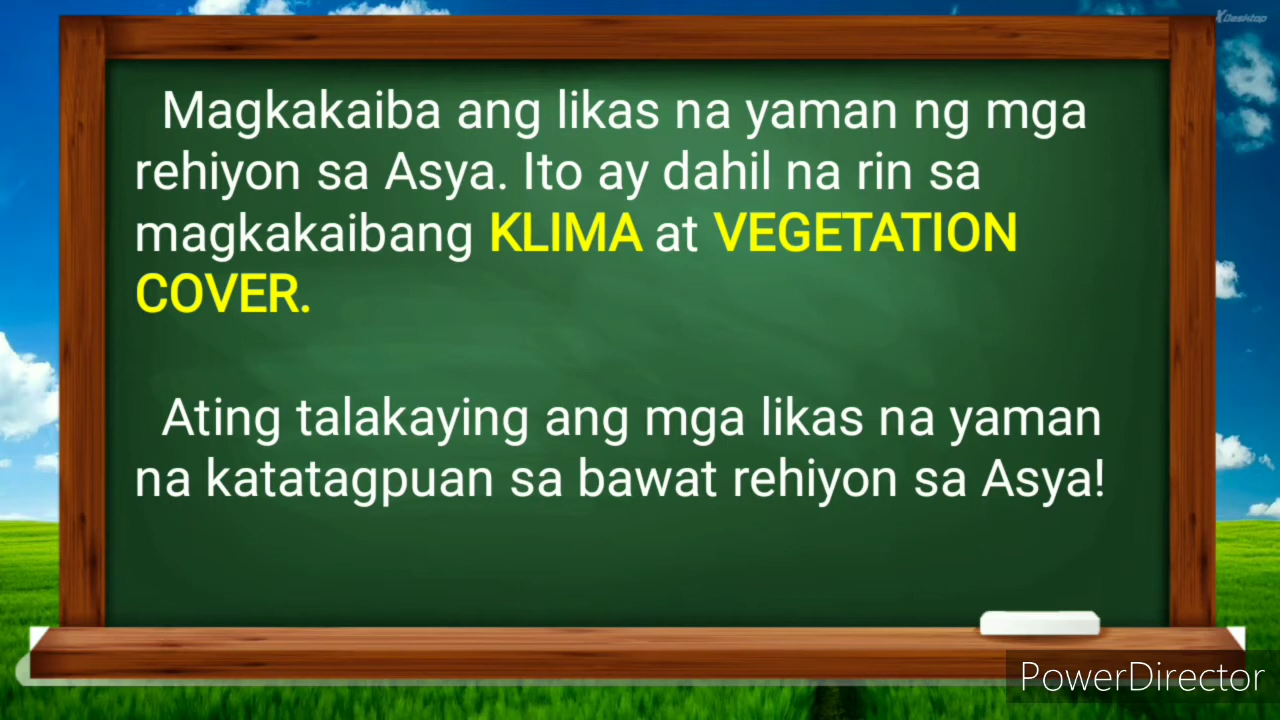 XDesktop
Magkakaiba ang likas na yaman ng mga
rehiyon sa Asya. Ito ay dahil na rin sa
magkakaibang KLIMA at VEGETATION
COVER.
Ating talakaying ang mga likas na yaman
na katatagpuan sa bawat rehiyon sa Asya!
PowerDirector